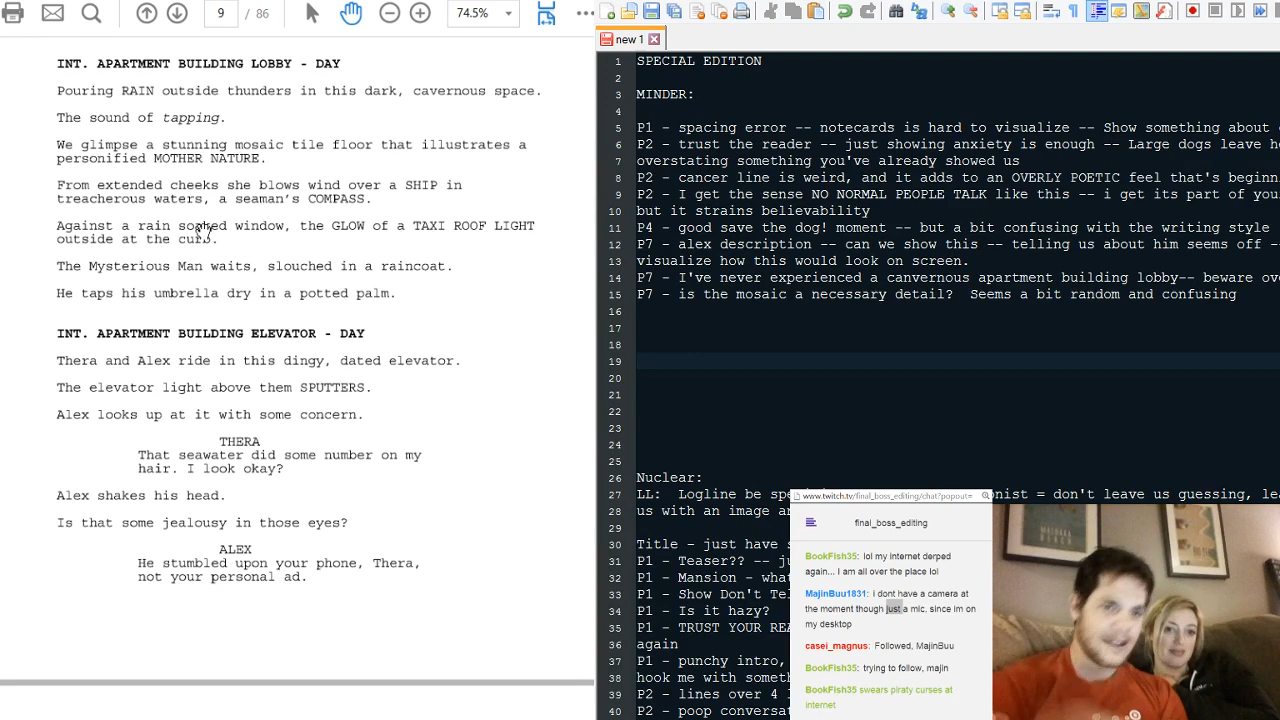 9 / 86
74.5%
INT. APARTMENT BUILDING LOBBY - DAY
Pouring RAIN outside thunders in this dark, cavernous space.
The sound of tapping.
We glimpse a stunning mosaic tile floor that illustrates a
personified MOTHER NATURE.
From extended cheeks she blows wind over a SHIP in
treacherous waters, a seaman's COMPASS.
Against a rain soaked window, the GLOW of a TAXI ROOF LIGHT
outside at the curb.
The Mysterious Man waits, slouched in a raincoat.
He taps his umbrella dry in a potted palm.
INT. APARTMENT BUILDING ELEVATOR - DAY
Thera and Alex ride in this dingy, dated elevator.
The elevator light above them SPUTTERS.
Alex looks up at it with some concern.
THERA
That seawater did some number on my
hair. I look okay?
Alex shakes his head.
Is that some jealousy in those eyes?
ALEX
He stumbled upon your phone, Thera,
not your personal ad.
new 1
1 SPECIAL EDITION
2
3 MINDER:
4
5 P1 - spacing error -- notecards is hard to visualize -- Show something about
6 P2 - trust the reader -- just showing anxiety is enough -- Large dogs leave
7 overstating something you've already showed us
8 P2 - cancer line is weird, and it adds to an OVERLY POETIC feel that's
9 P2 - I get the sense NO NORMAL PEOPLE TALK like this -- i get its part of
10 but it strains believability
11 P4 - good save the dog! moment -- but a bit confusing with the writing style
12 P7 - alex description -- can we show this -- telling us about him seems off -
13 visualize how this would look on screen.
14 P7 - I've never experienced a canvernous apartment building lobby-- beware
15 P7 - is the mosaic a necessary detail?  Seems a bit random and confusing
16
17
18
19
20
21
22
23
24
25
26 Nuclear:
27 LL:  Logline be = don't leave us guessing,
28 us with an image
29
30 Title - just have
31 P1 - Teaser?? --
32 P1 - Mansion -
33 P1 - Show Don't
34 P1 - Is it hazy?
35 P1 - TRUST YOUR
36 again
37 P1 - punchy intro,
38 hook me with
39 P2 - lines over 4
40 P2 - poop
www.twitch.tv/final_boss_editing/chat?popout=
final_boss_editing
BookFish35: lol my internet derped
again... I am all over the place lol
MajinBuu1831: i dont have a camera at
the moment though just a mic, since im on
my desktop
casei_magnus: Followed, MajinBuu
BookFish35: trying to follow, majin
BookFish35 swears piraty curses at
internet